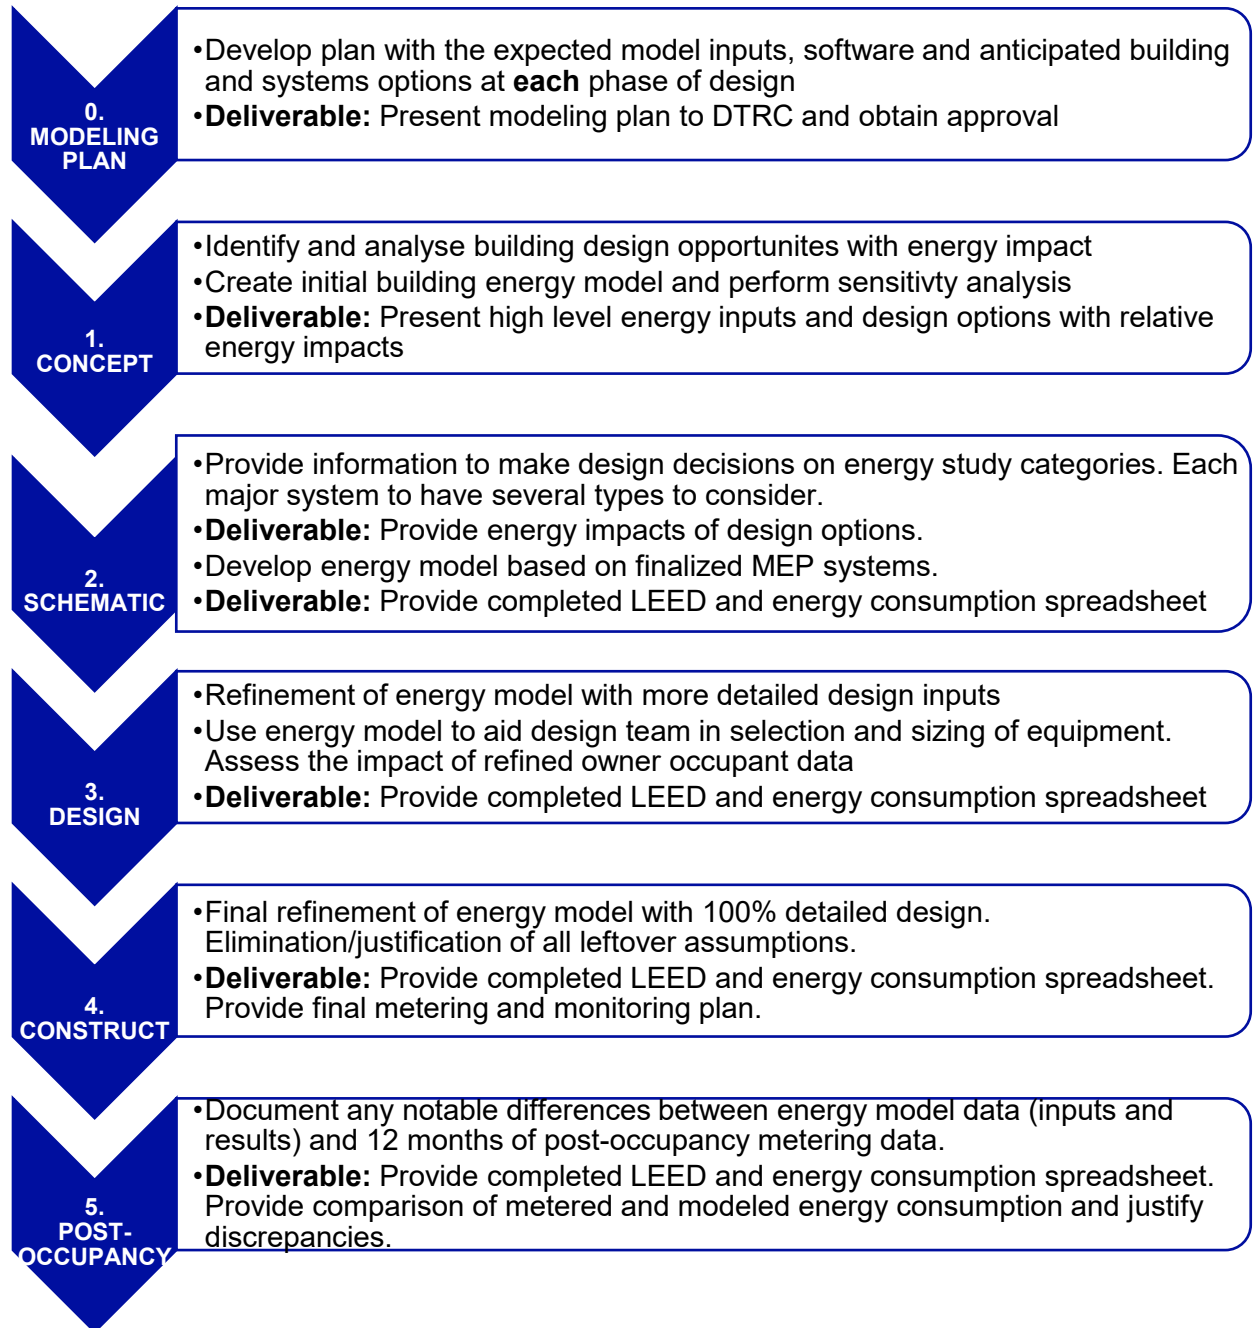 0.
MODELING
PLAN
•Develop plan with the expected model inputs, software and anticipated building
and systems options at each phase of design
•Deliverable: Present modeling plan to DTRC and obtain approval
1.
CONCEPT
•Identify and analyse building design opportunites with energy impact
•Create initial building energy model and perform sensitivty analysis
•Deliverable: Present high level energy inputs and design options with relative
energy impacts
2.
SCHEMATIC
•Provide information to make design decisions on energy study categories. Each
major system to have several types to consider.
•Deliverable: Provide energy impacts of design options.
•Develop energy model based on finalized MEP systems.
•Deliverable: Provide completed LEED and energy consumption spreadsheet
3.
DESIGN
•Refinement of energy model with more detailed design inputs
•Use energy model to aid design team in selection and sizing of equipment.
Assess the impact of refined owner occupant data
•Deliverable: Provide completed LEED and energy consumption spreadsheet
4.
CONSTRUCT
•Final refinement of energy model with 100% detailed design.
Elimination/justification of all leftover assumptions.
•Deliverable: Provide completed LEED and energy consumption spreadsheet.
Provide final metering and monitoring plan.
5.
POST-
OCCUPANCY
•Document any notable differences between energy model data (inputs and
results) and 12 months of post-occupancy metering data.
•Deliverable: Provide completed LEED and energy consumption spreadsheet.
Provide comparison of metered and modeled energy consumption and justify
discrepancies.